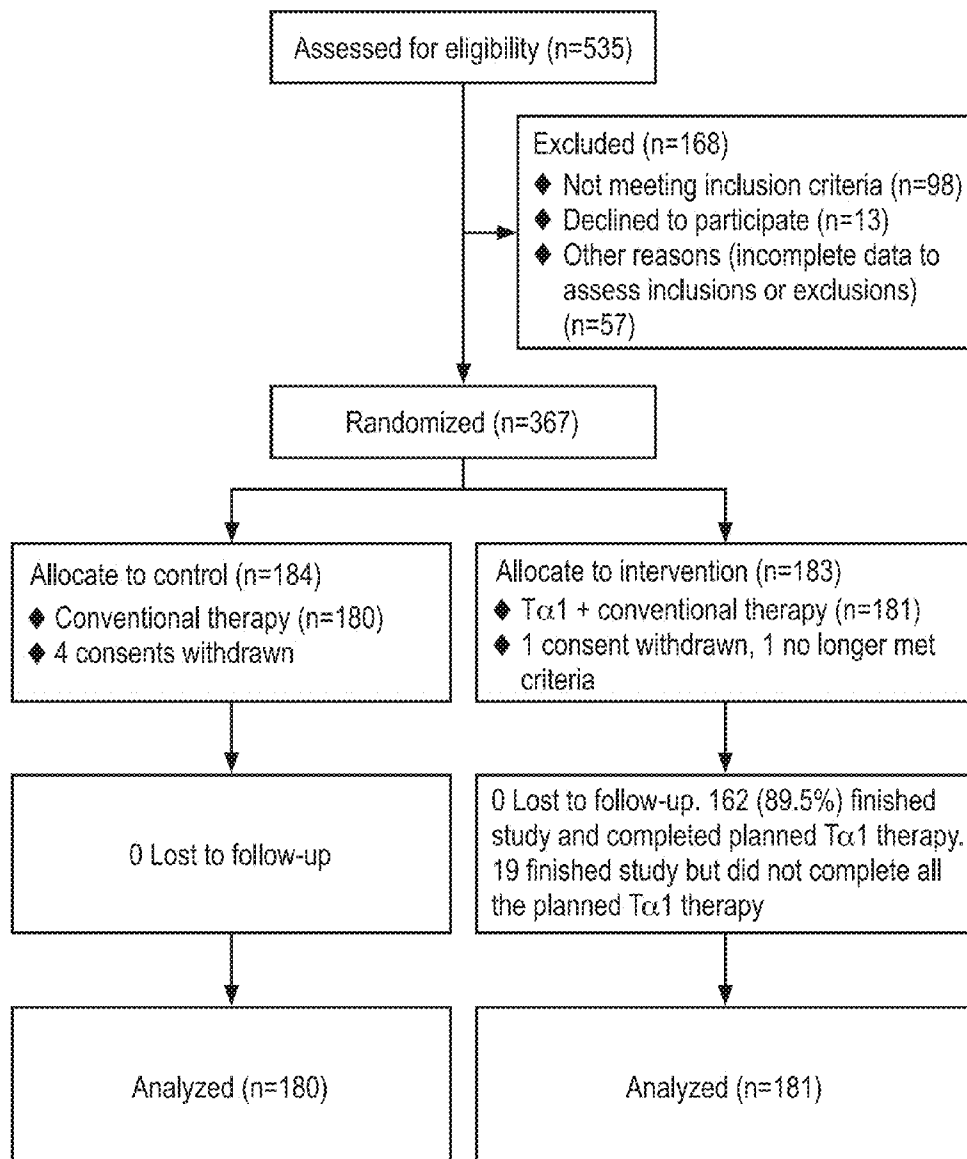 Assessed for eligibility (n=535)
Excluded (n=168)
♦ Not meeting inclusion criteria (n=98)
♦ Declined to participate (n=13)
♦ Other reasons (incomplete data to
assess inclusions or exclusions)
(n=57)
Randomized (n=367)
Allocate to control (n=184)
♦ Conventional therapy (n=180)
♦ 4 consents withdrawn
Allocate to intervention (n=183)
♦ Tα1 + conventional therapy (n=181)
♦ 1 consent withdrawn, 1 no longer met
criteria
0 Lost to follow-up
0 Lost to follow-up. 162 (89.5%) finished
study and completed planned Tα1 therapy.
19 finished study but did not complete all
the planned Tα1 therapy
Analyzed (n=180)
Analyzed (n=181)